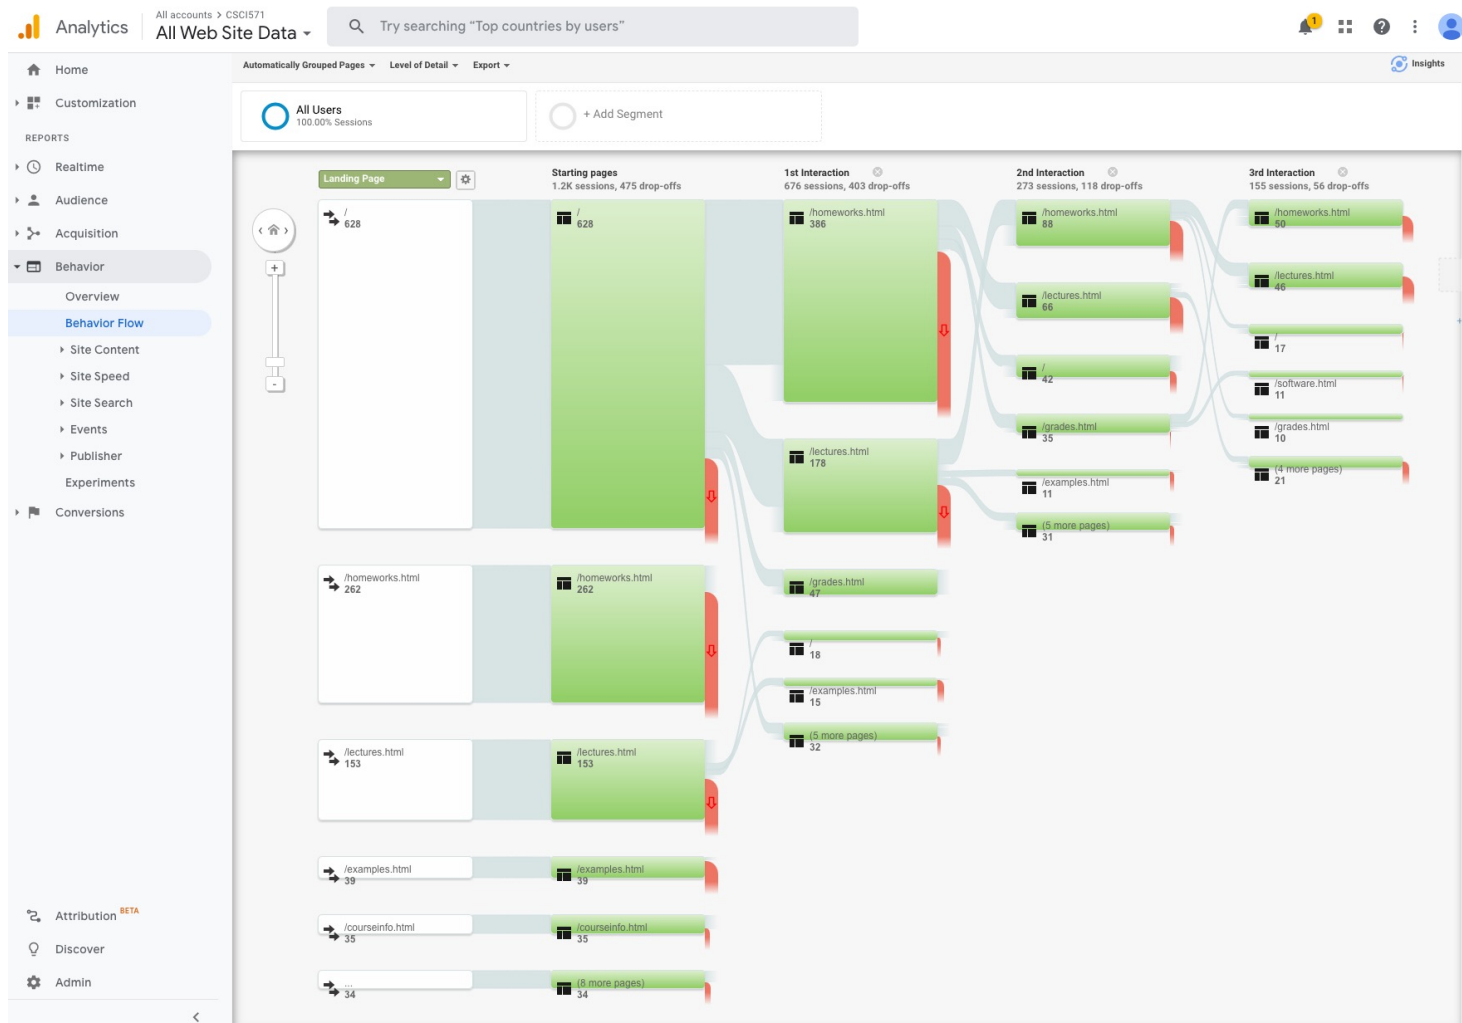 All accounts > CSCI571
Analytics
All Web Site Data
Try searching “Top countries by users”
1
Home
Customization
REPORTS
Realtime
Audience
Acquisition
Behavior
Overview
Behavior Flow
Site Content
Site Speed
Site Search
Events
Publisher
Experiments
Conversions
Attribution BETA
Discover
Admin
Automatically Grouped Pages
Level of Detail
Export
Insights
All Users
100.00% Sessions
+ Add Segment
Landing Page
/
628
/homeworks.html
262
/lectures.html
153
/examples.html
39
/courseinfo.html
35
...
34
Starting pages
1.2K sessions, 475 drop-offs
/
628
/homeworks.html
262
/lectures.html
153
/examples.html
39
/courseinfo.html
35
(8 more pages)
34
1st Interaction
676 sessions, 403 drop-offs
/homeworks.html
386
/lectures.html
178
/grades.html
47
/
18
/examples.html
15
(5 more pages)
32
2nd Interaction
273 sessions, 118 drop-offs
/homeworks.html
88
/lectures.html
66
/
42
/grades.html
35
/examples.html
11
(5 more pages)
31
3rd Interaction
155 sessions, 56 drop-offs
/homeworks.html
50
/lectures.html
46
/
17
/software.html
11
/grades.html
10
(4 more pages)
21